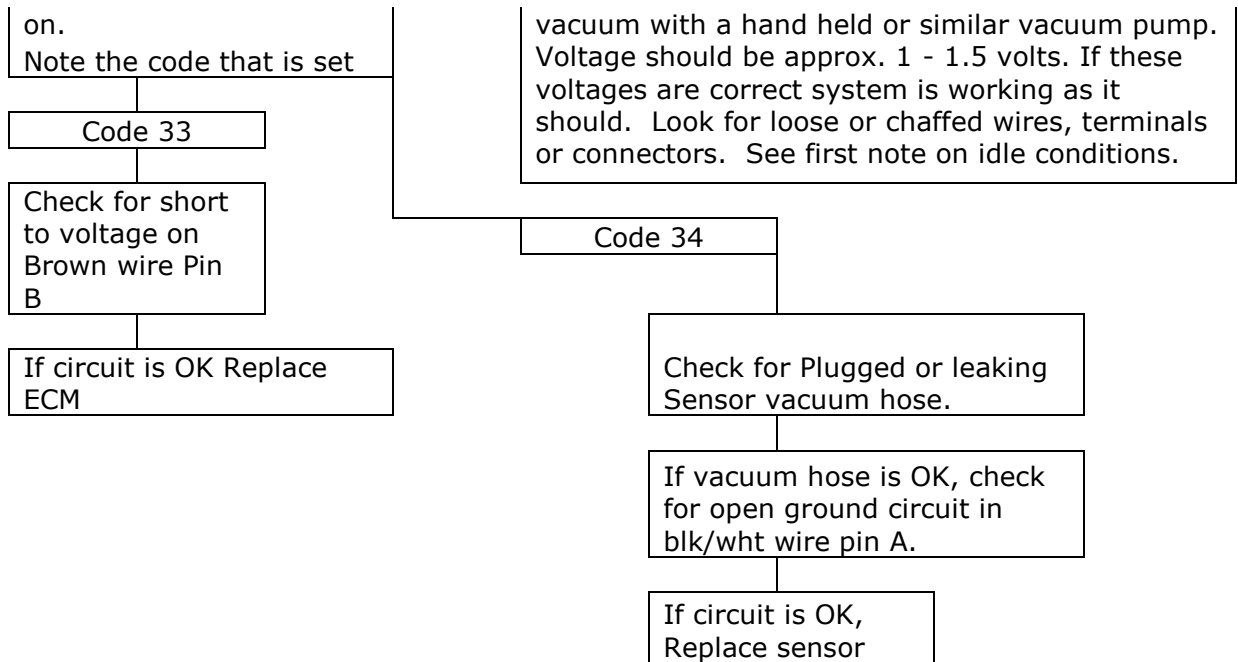 on.
Note the code that is set
Code 33
Check for short
to voltage on
Brown wire Pin
B
If circuit is OK Replace
ECM
vacuum with a hand held or similar vacuum pump.
Voltage should be approx. 1 - 1.5 volts. If these
voltages are correct system is working as it
should.  Look for loose or chaffed wires, terminals
or connectors.  See first note on idle conditions.
Code 34
Check for Plugged or leaking
Sensor vacuum hose.
If vacuum hose is OK, check
for open ground circuit in
blk/wht wire pin A.
If circuit is OK,
Replace sensor